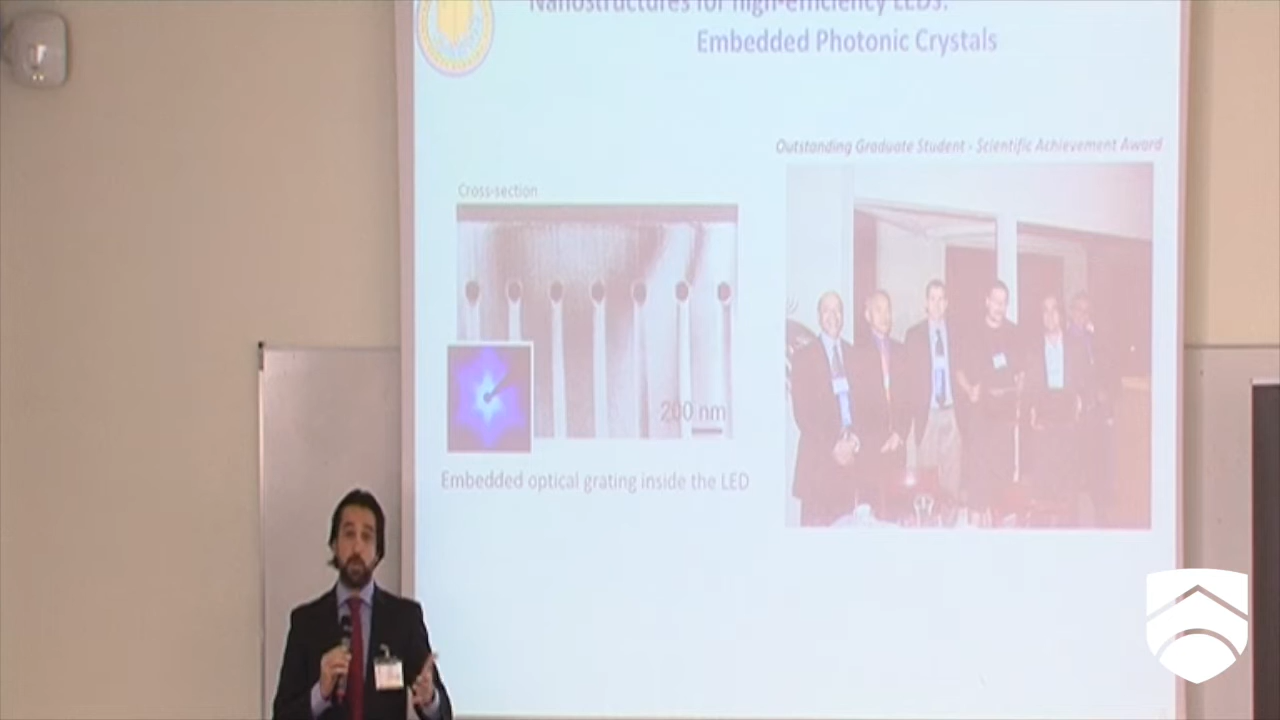 Nanostructures for high-efficiency LEDs:
Embedded Photonic Crystals
Outstanding Graduate Student - Scientific Achievement Award
Cross-section
200 nm
Embedded optical grating inside the LED